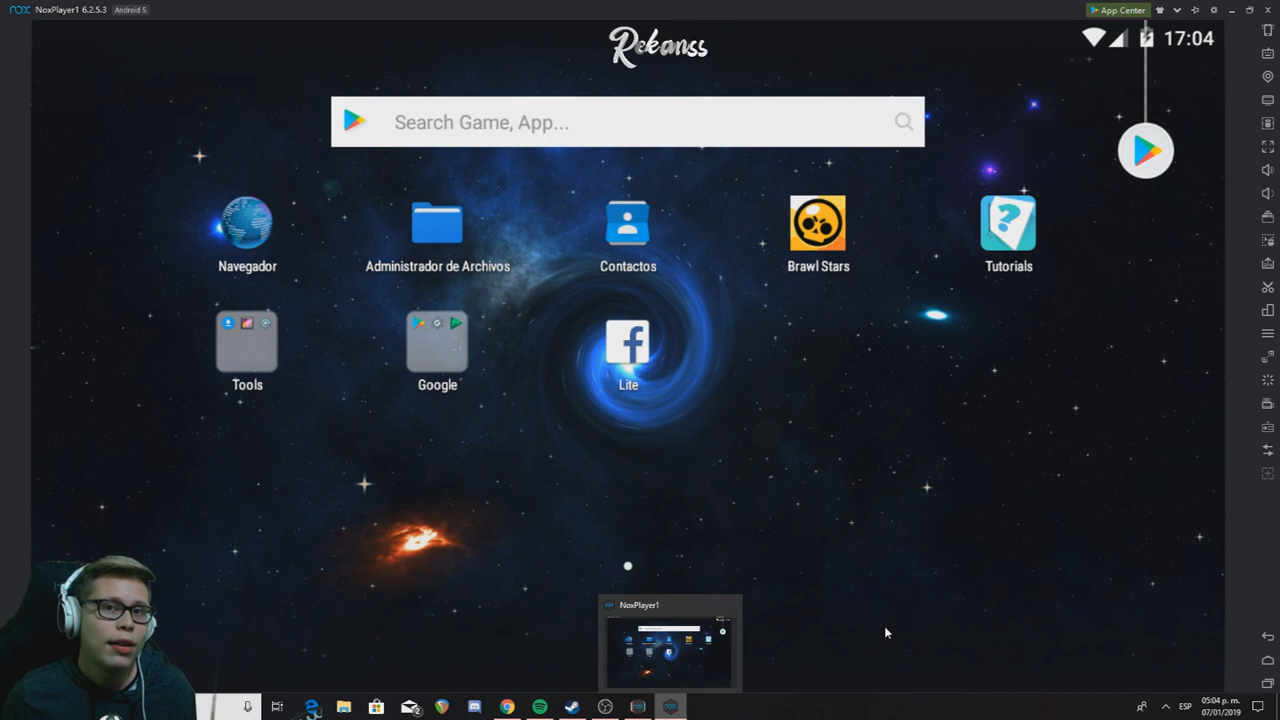 nox NoxPlayer1 6.2.5.3 Android 5
App Center
Rekanss
17:04
Search Game, App...
Navegador
Administrador de Archivos
Contactos
Brawl Stars
Tutorials
Tools
Google
Lite
NoxPlayer1
ESP
05:04 p. m.
07/01/2019